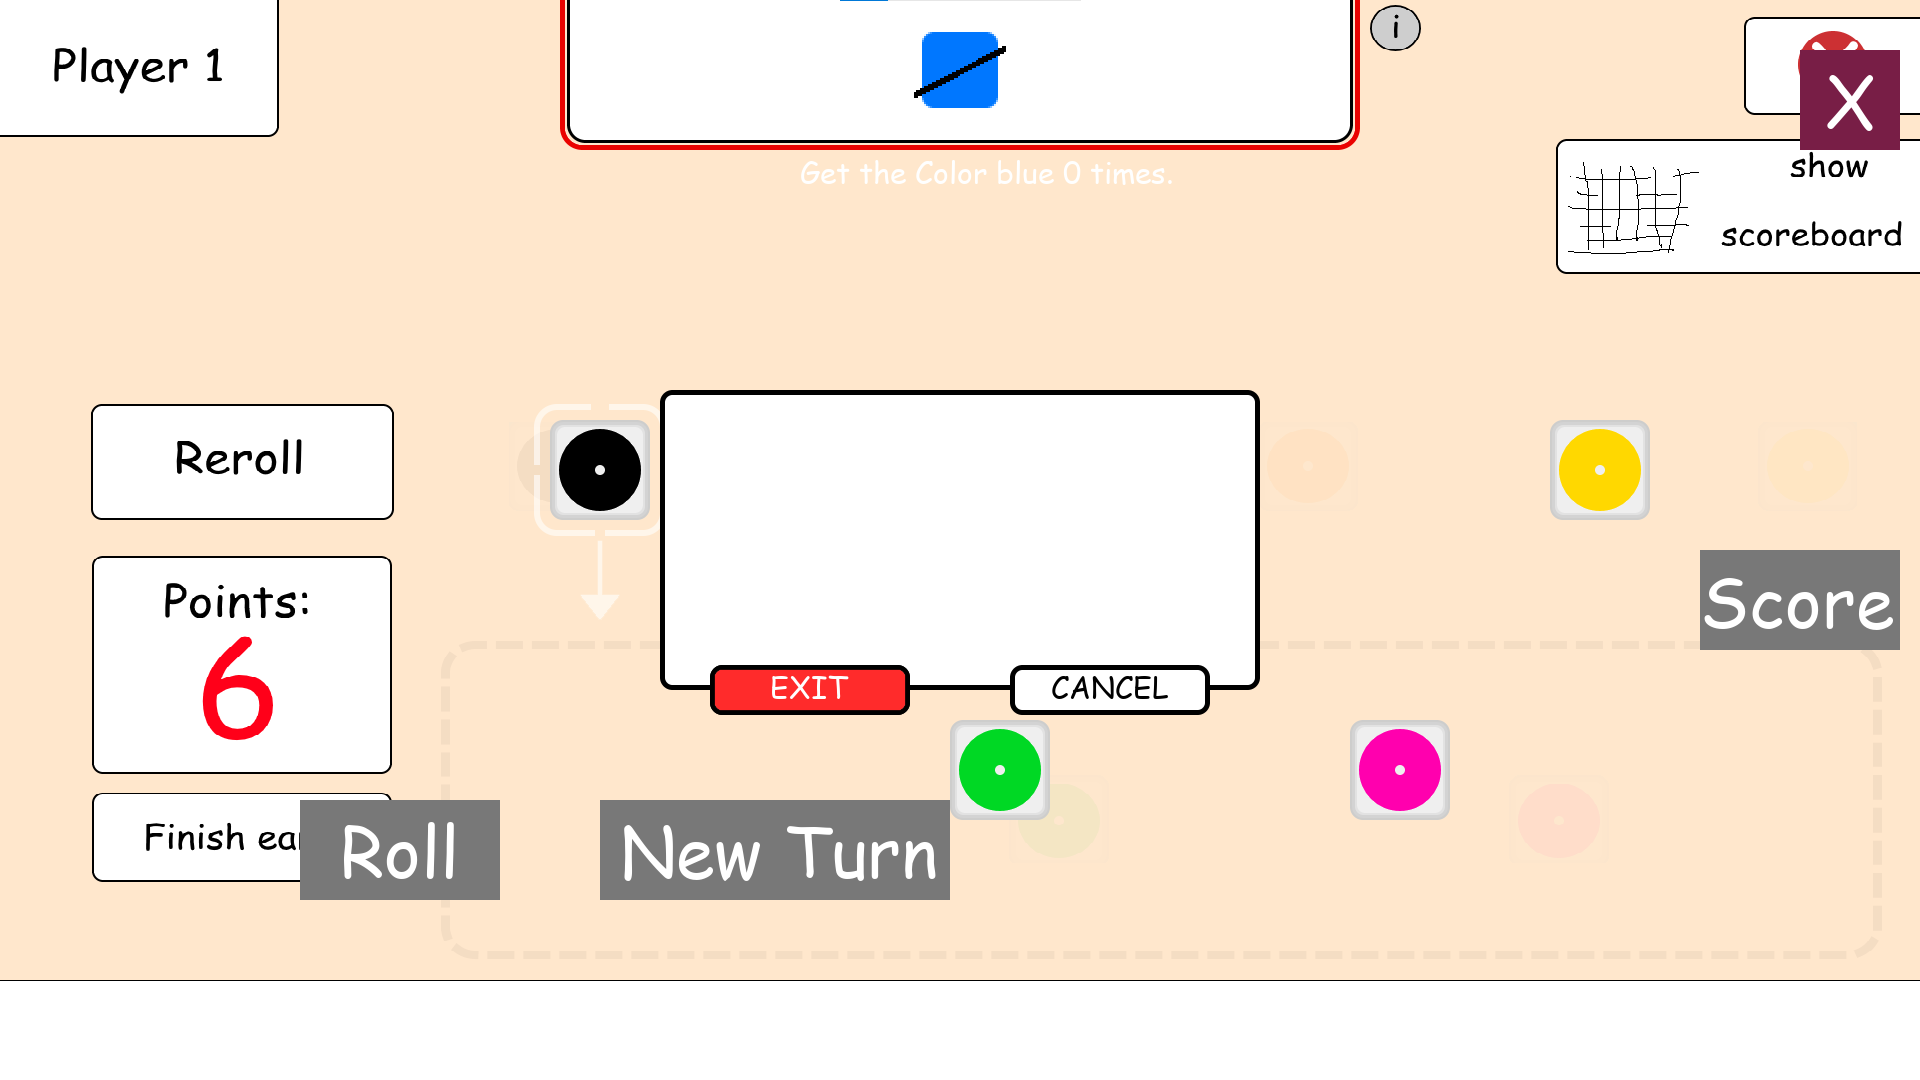 Player 1
i
X
Get the Color blue 0 times.
show
scoreboard
Reroll
Points:
6
Score
EXIT
CANCEL
Finish ea
Roll
New Turn